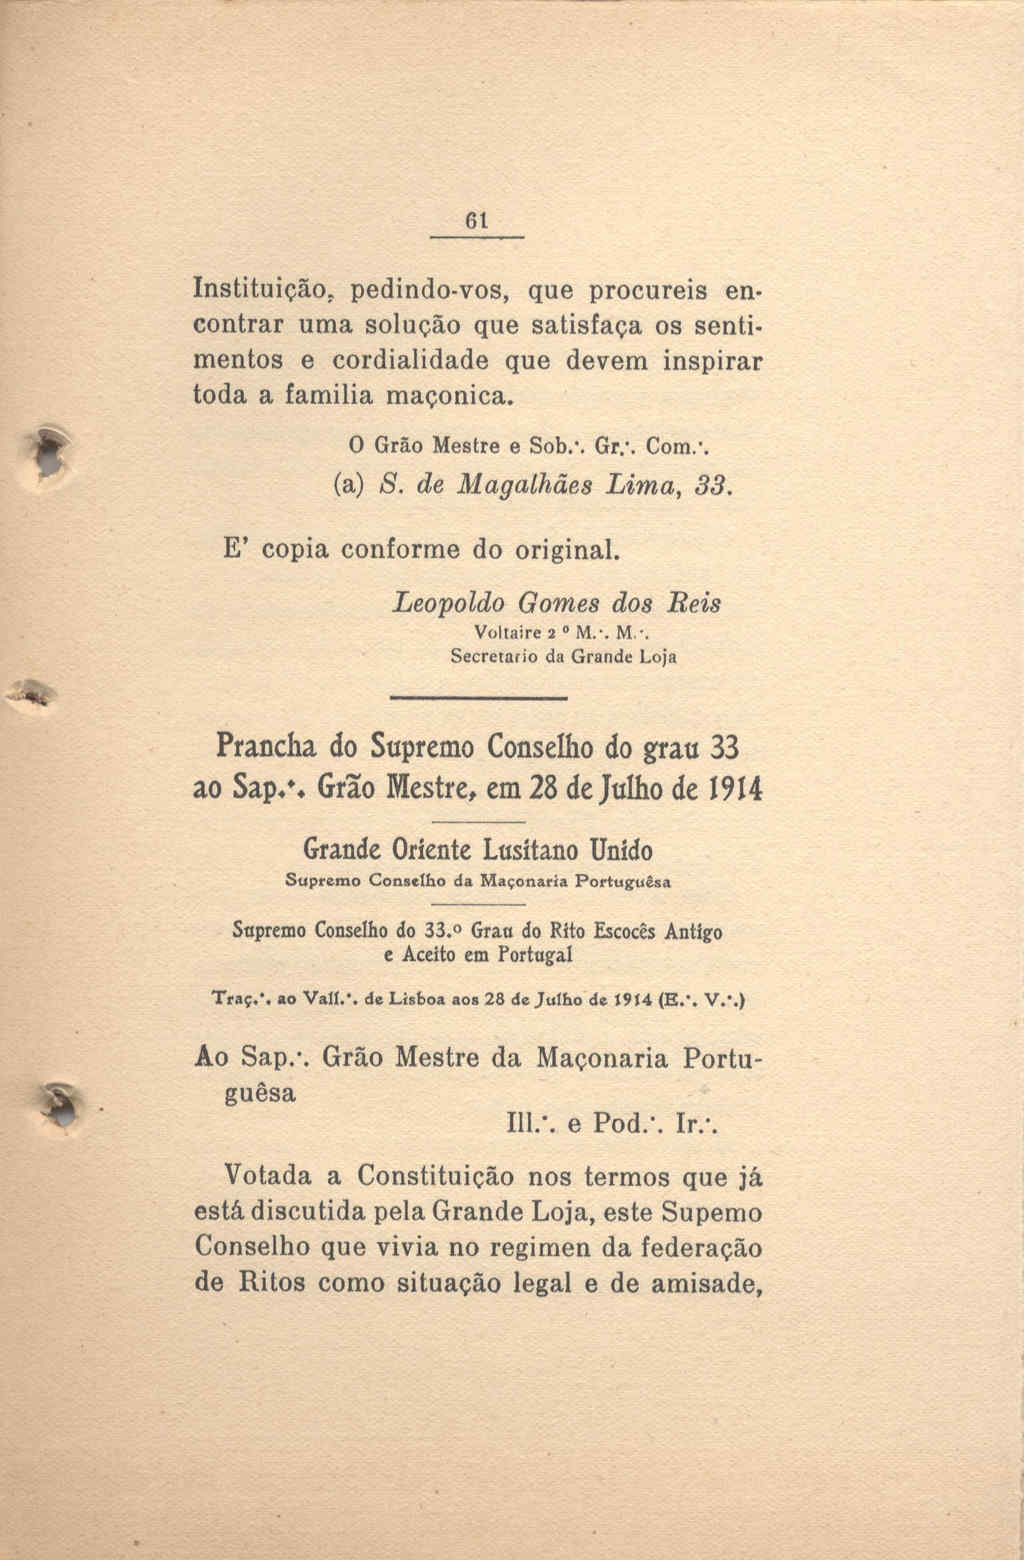 61
Instituição, pedindo-vos, que procureis en-
contrar uma solução que satisfaça os senti-
mentos e cordialidade que devem inspirar
toda a familia maçonica.
O Grão Mestre e Sob.·. Gr.·. Com.·.
(a) S. de Magalhães Lima, 33.
E' copia conforme do original.
Leopoldo Gomes dos Reis
Voltaire 2º M.·. M.·.
Secretario da Grande Loja
Prancha do Supremo Conselho do grau 33
ao Sap.·. Grão Mestre, em 28 de Julho de 1914
Grande Oriente Lusitano Unido
Supremo Conselho da Maçonaria Portuguêsa
Supremo Conselho do 33.º Grau do Rito Escocês Antigo
e Aceito em Portugal
Traç.·. ao Vall.·. de Lisboa aos 28 de Julho de 1914 (E.·. V.·.)
Ao Sap.·. Grão Mestre da Maçonaria Portu-
guêsa
Ill.·. e Pod.·. Ir.·.
Votada a Constituição nos termos que já
está discutida pela Grande Loja, este Supemo
Conselho que vivia no regimen da federação
de Ritos como situação legal e de amisade,